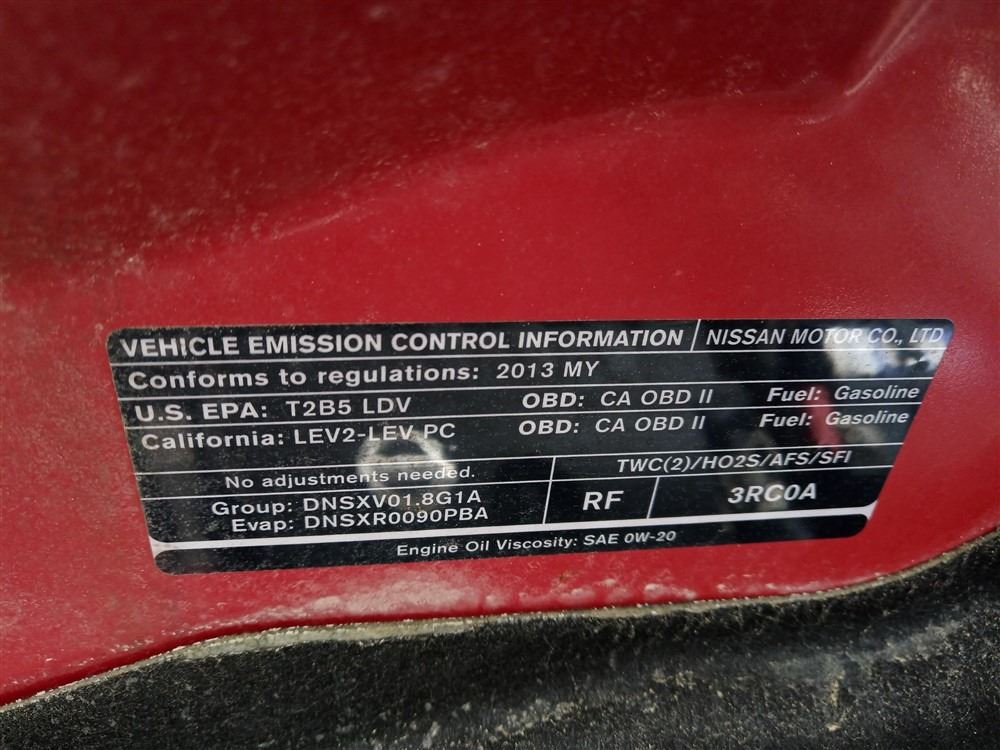 VEHICLE EMISSION CONTROL INFORMATION NISSAN MOTOR CO., LTD
Conforms to regulations: 2013 MY
U.S. EPA: T2B5 LDV OBD: CA OBD II Fuel: Gasoline
California: LEV2-LEV PC OBD: CA OBD II Fuel: Gasoline
No adjustments needed. TWC(2)/HO2S/AFS/SFI
Group: DNSXV01.8G1A RF 3RC0A
Evap: DNSXR0090PBA
Engine Oil Viscosity: SAE 0W-20